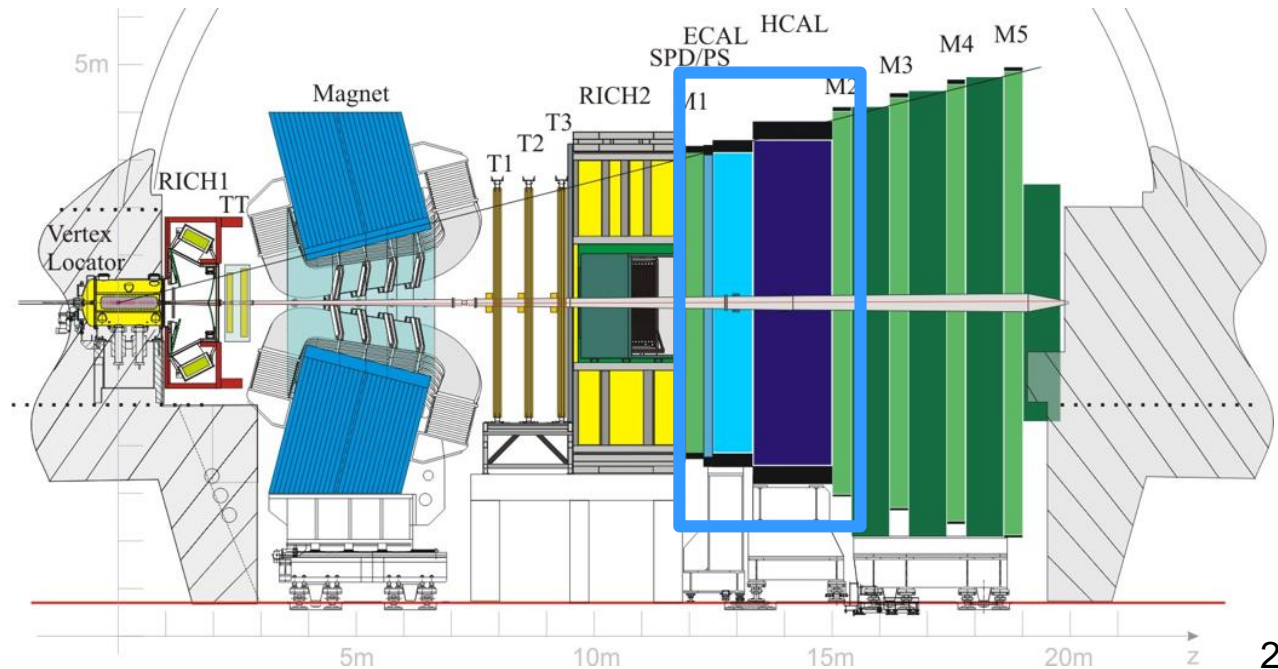 HCAL
M5
ECAL
M4
5m
SPD/PS
M3
Magnet
RICH2
M1
M2
T3
T2
T1
RICH1
TT
Vertex
Locator
5m
10m
15m
20m
z
2